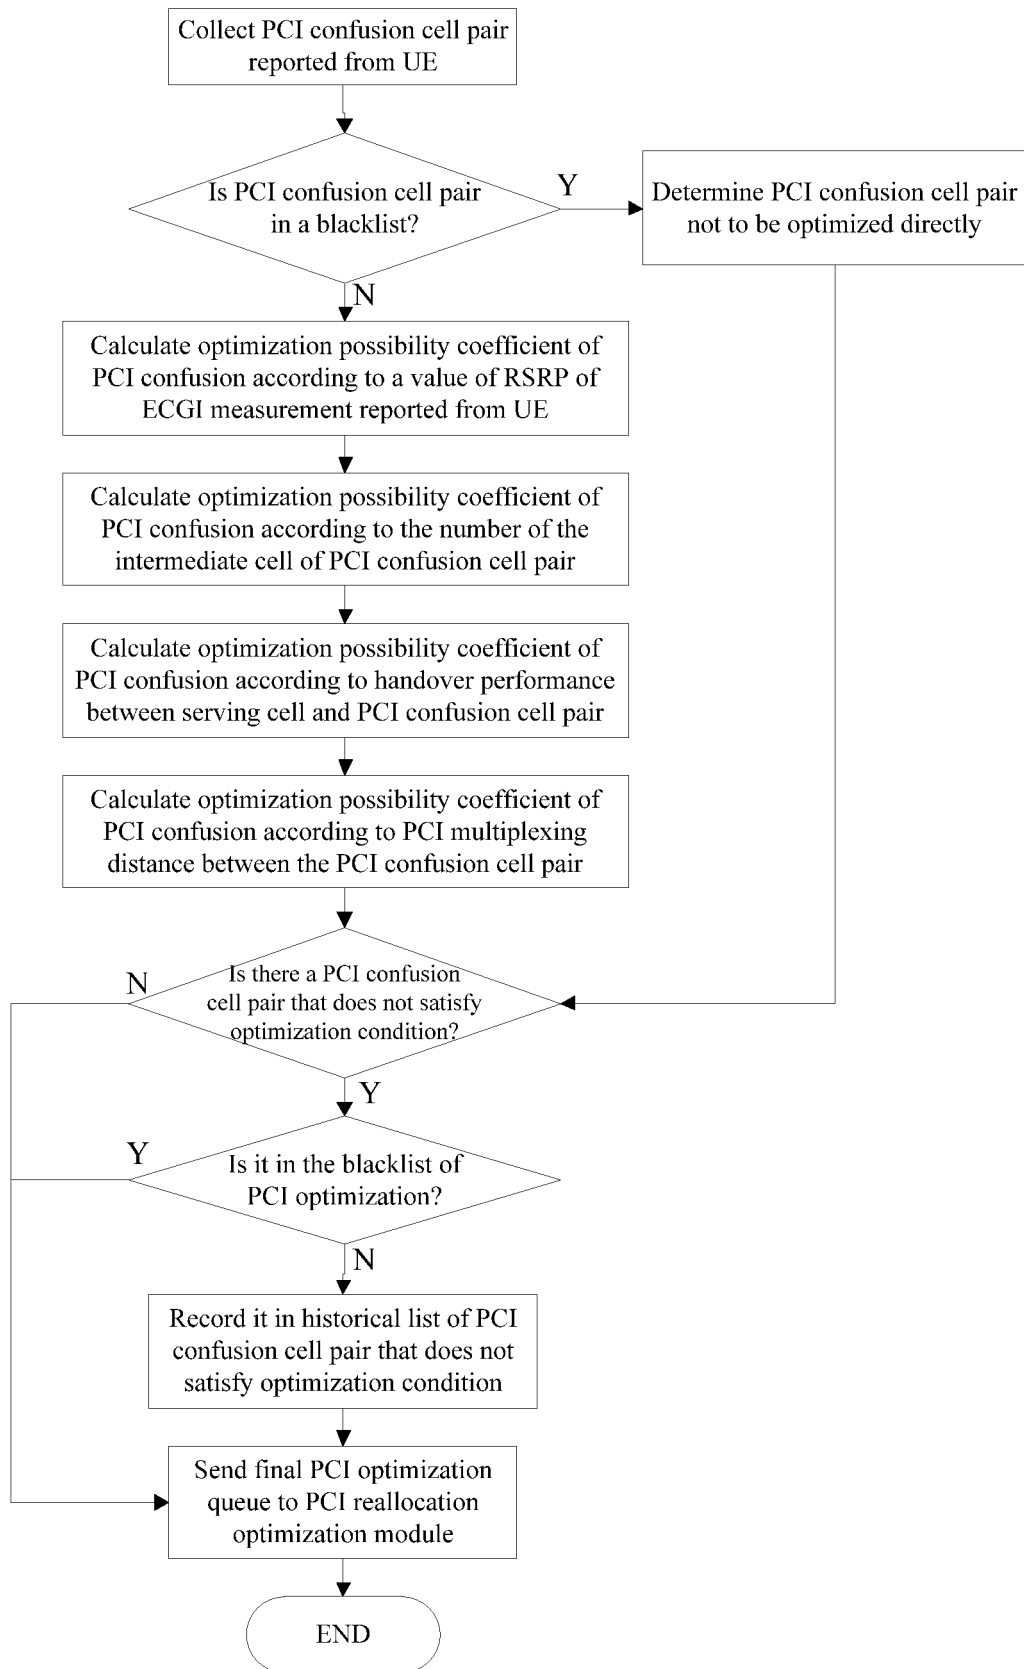 Collect PCI confusion cell pair
reported from UE
Is PCI confusion cell pair
in a blacklist?
Y
Determine PCI confusion cell pair
not to be optimized directly
N
Calculate optimization possibility coefficient of
PCI confusion according to a value of RSRP of
ECGI measurement reported from UE
Calculate optimization possibility coefficient of
PCI confusion according to the number of the
intermediate cell of PCI confusion cell pair
Calculate optimization possibility coefficient of
PCI confusion according to handover performance
between serving cell and PCI confusion cell pair
Calculate optimization possibility coefficient of
PCI confusion according to PCI multiplexing
distance between the PCI confusion cell pair
N
Is there a PCI confusion
cell pair that does not satisfy
optimization condition?
Y
Y
Is it in the blacklist of
PCI optimization?
N
Record it in historical list of PCI
confusion cell pair that does not
satisfy optimization condition
Send final PCI optimization
queue to PCI reallocation
optimization module
END